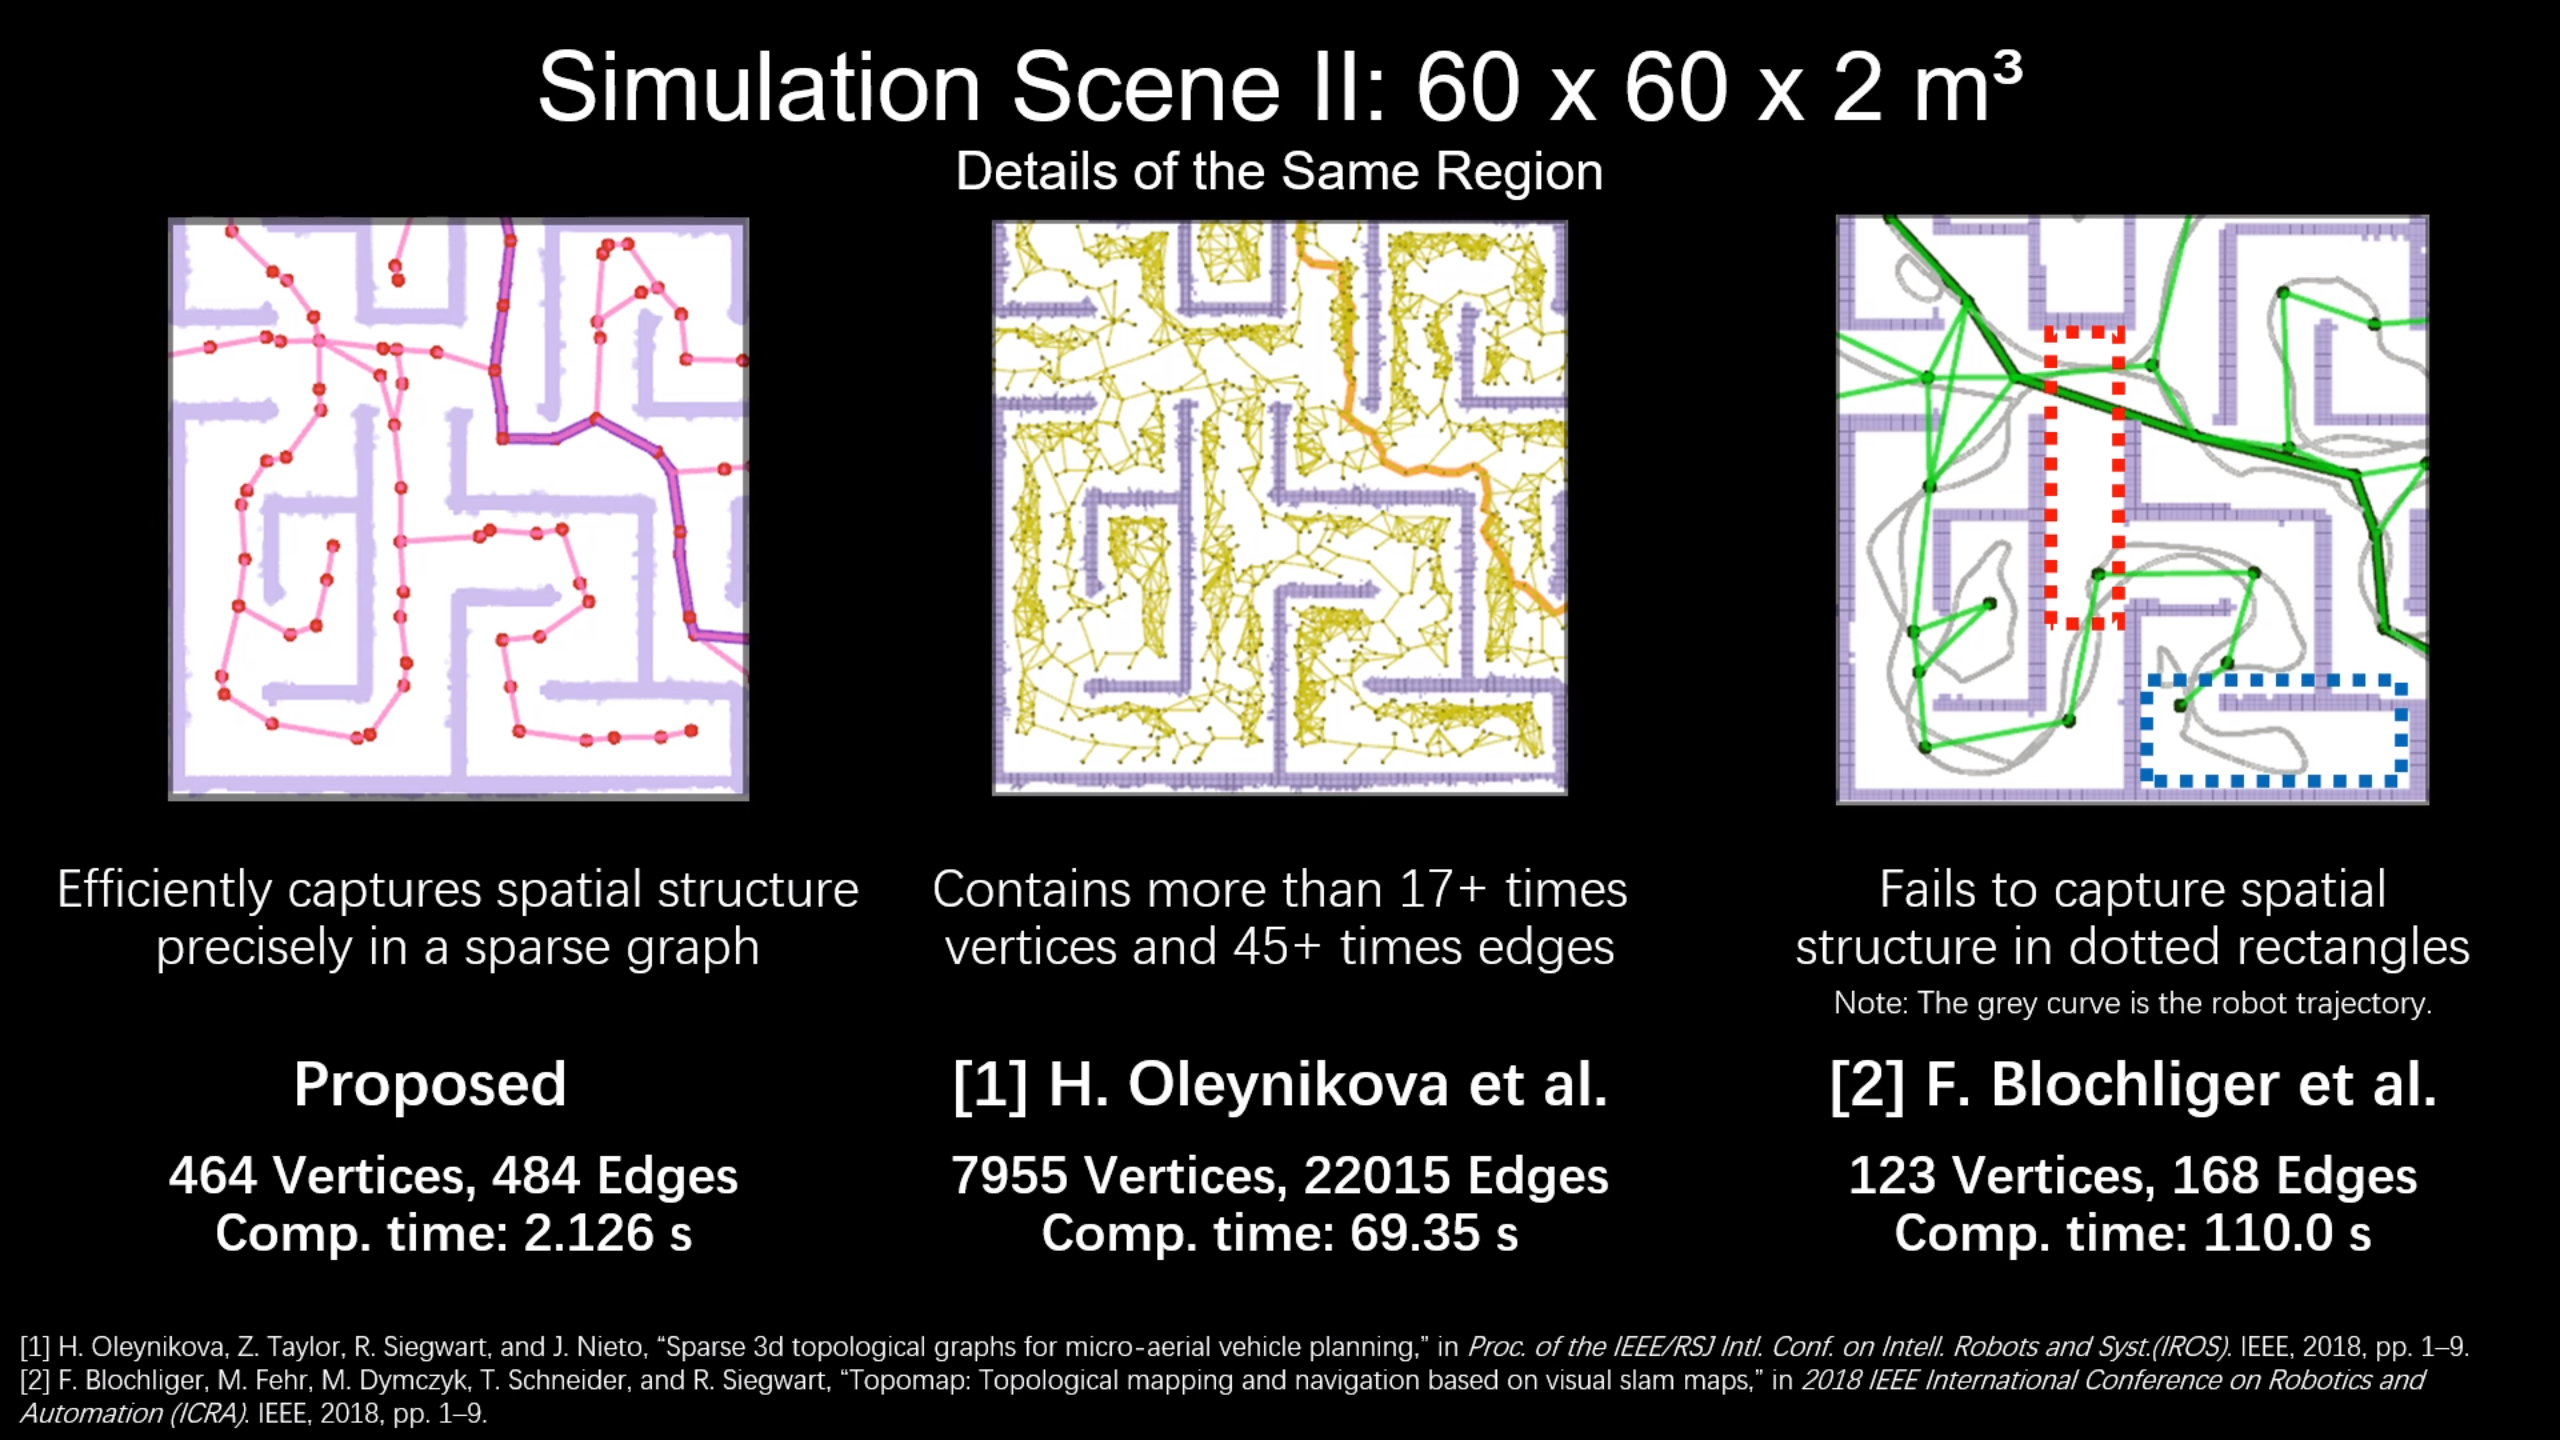 Simulation Scene II: 60 x 60 x 2 m³
Details of the Same Region
Efficiently captures spatial structure
precisely in a sparse graph
Contains more than 17+ times
vertices and 45+ times edges
Fails to capture spatial
structure in dotted rectangles
Note: The grey curve is the robot trajectory.
Proposed
464 Vertices, 484 Edges
Comp. time: 2.126 s
[1] H. Oleynikova et al.
7955 Vertices, 22015 Edges
Comp. time: 69.35 s
[2] F. Blochliger et al.
123 Vertices, 168 Edges
Comp. time: 110.0 s
[1] H. Oleynikova, Z. Taylor, R. Siegwart, and J. Nieto, “Sparse 3d topological graphs for micro-aerial vehicle planning,” in Proc. of the IEEE/RSJ Intl. Conf. on Intell. Robots and Syst.(IROS). IEEE, 2018, pp. 1–9.
[2] F. Blochliger, M. Fehr, M. Dymczyk, T. Schneider, and R. Siegwart, “Topomap: Topological mapping and navigation based on visual slam maps,” in 2018 IEEE International Conference on Robotics and
Automation (ICRA). IEEE, 2018, pp. 1–9.